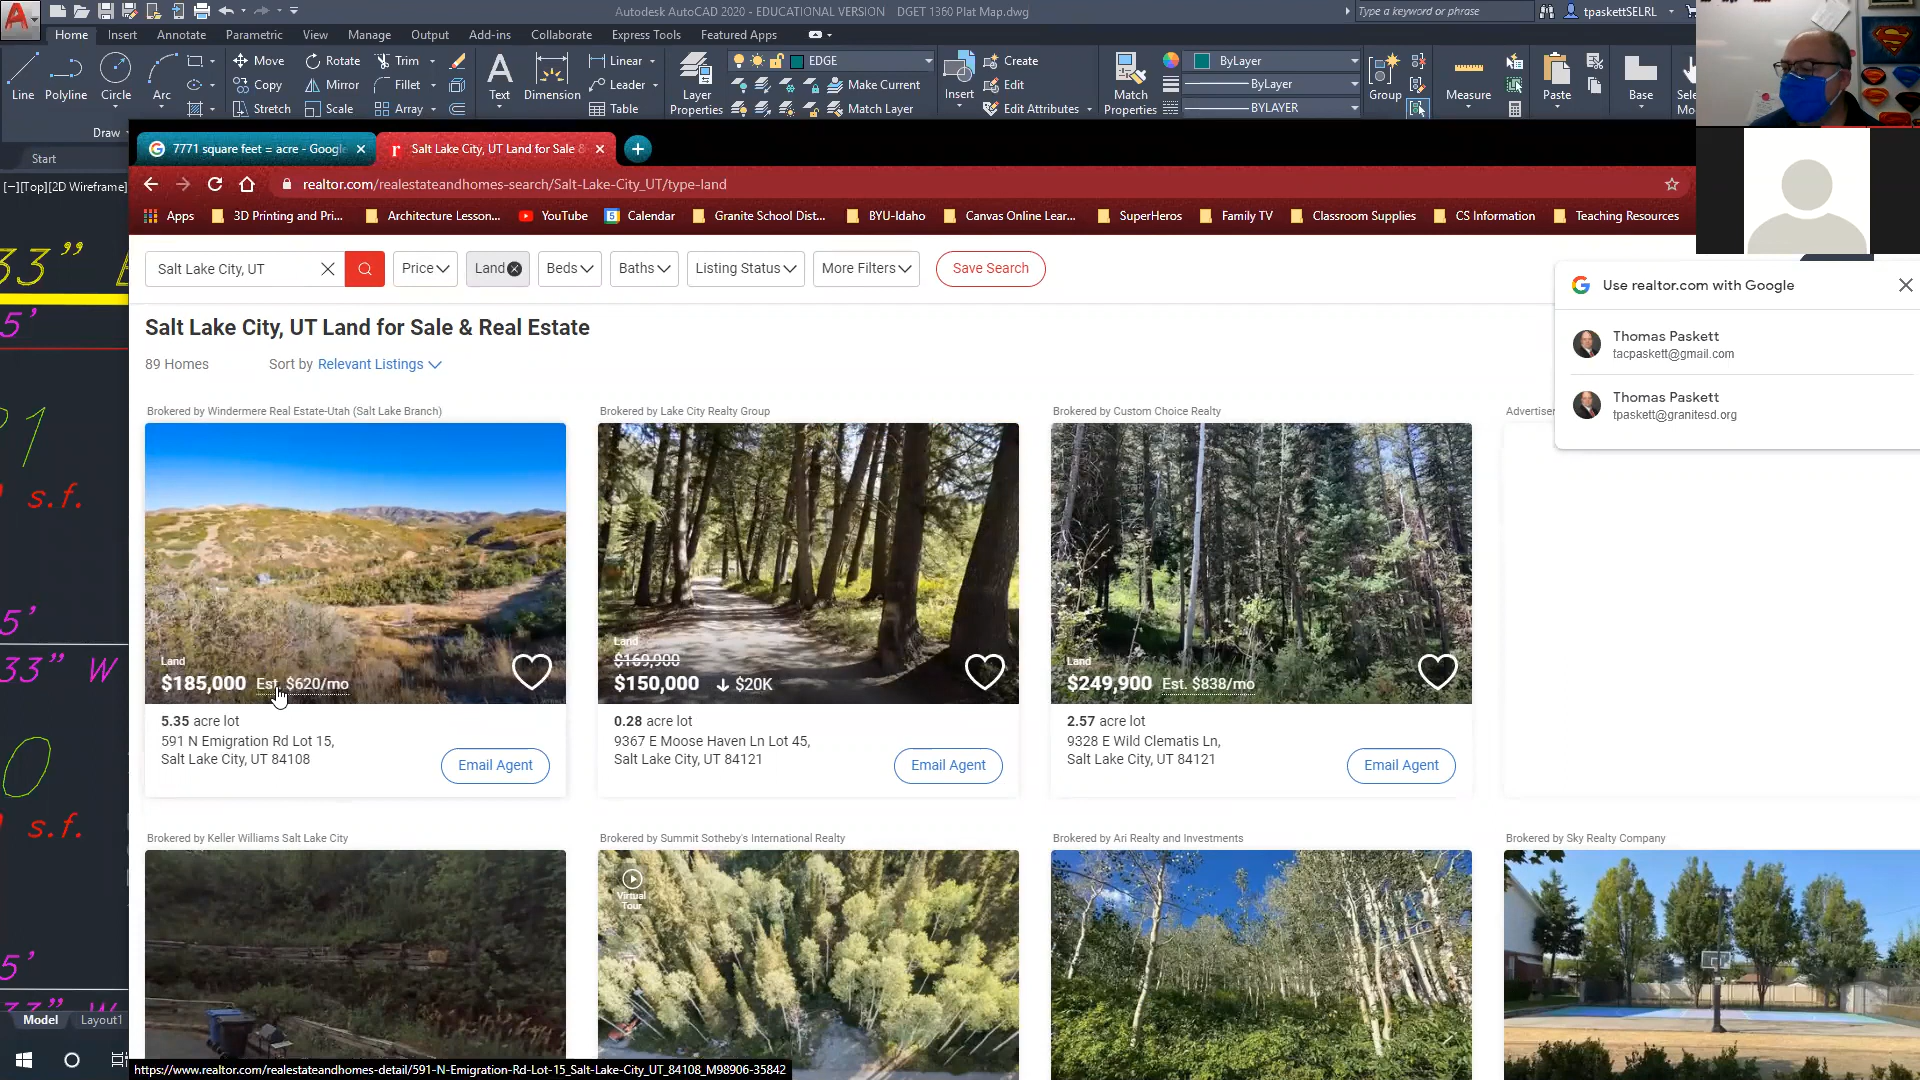 Autodesk AutoCAD 2020 - EDUCATIONAL VERSION DGET 1360 Plat Map.dwg
Type a keyword or phrase
tpaskettSELRL
Home Insert Annotate Parametric View Manage Output Add-ins Collaborate Express Tools Featured Apps
Line Polyline Circle Arc
Move Rotate Trim
Copy Mirror Fillet
Stretch Scale Array
Draw
Text Dimension
Linear
Leader
Table
Layer Properties
EDGE
Make Current
Match Layer
Insert
Create
Edit
Edit Attributes
Match Properties
ByLayer
ByLayer
BYLAYER
Group
Measure
Paste
Base
Start
[−][Top][2D Wireframe]
33" E
5'
s.f.
5'
33" W
s.f.
5'
33" W
Model Layout1
7771 square feet = acre - Google
Salt Lake City, UT Land for Sale &
realtor.com/realestateandhomes-search/Salt-Lake-City_UT/type-land
Apps 3D Printing and Pri... Architecture Lesson... YouTube Calendar Granite School Dist... BYU-Idaho Canvas Online Lear... SuperHeros Family TV Classroom Supplies CS Information Teaching Resources
Salt Lake City, UT
Price Land Beds Baths Listing Status More Filters Save Search
Use realtor.com with Google
Thomas Paskett
tacpaskett@gmail.com
Thomas Paskett
tpaskett@granitesd.org
Salt Lake City, UT Land for Sale & Real Estate
89 Homes Sort by Relevant Listings
Brokered by Windermere Real Estate-Utah (Salt Lake Branch)
Land
$185,000 Est. $620/mo
5.35 acre lot
591 N Emigration Rd Lot 15,
Salt Lake City, UT 84108
Email Agent
Brokered by Lake City Realty Group
Land
$169,900
$150,000 $20K
0.28 acre lot
9367 E Moose Haven Ln Lot 45,
Salt Lake City, UT 84121
Email Agent
Brokered by Custom Choice Realty
Land
$249,900 Est. $838/mo
2.57 acre lot
9328 E Wild Clematis Ln,
Salt Lake City, UT 84121
Email Agent
Brokered by Keller Williams Salt Lake City
Brokered by Summit Sotheby's International Realty
Virtual
Tour
Brokered by Ari Realty and Investments
Brokered by Sky Realty Company
https://www.realtor.com/realestateandhomes-detail/591-N-Emigration-Rd-Lot-15_Salt-Lake-City_UT_84108_M98906-35842